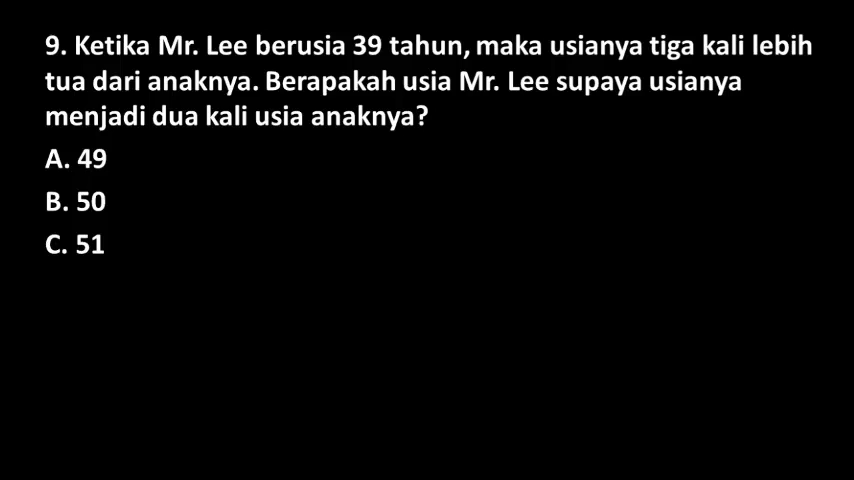 9. Ketika Mr. Lee berusia 39 tahun, maka usianya tiga kali lebih
tua dari anaknya. Berapakah usia Mr. Lee supaya usianya
menjadi dua kali usia anaknya?
A. 49
B. 50
C. 51